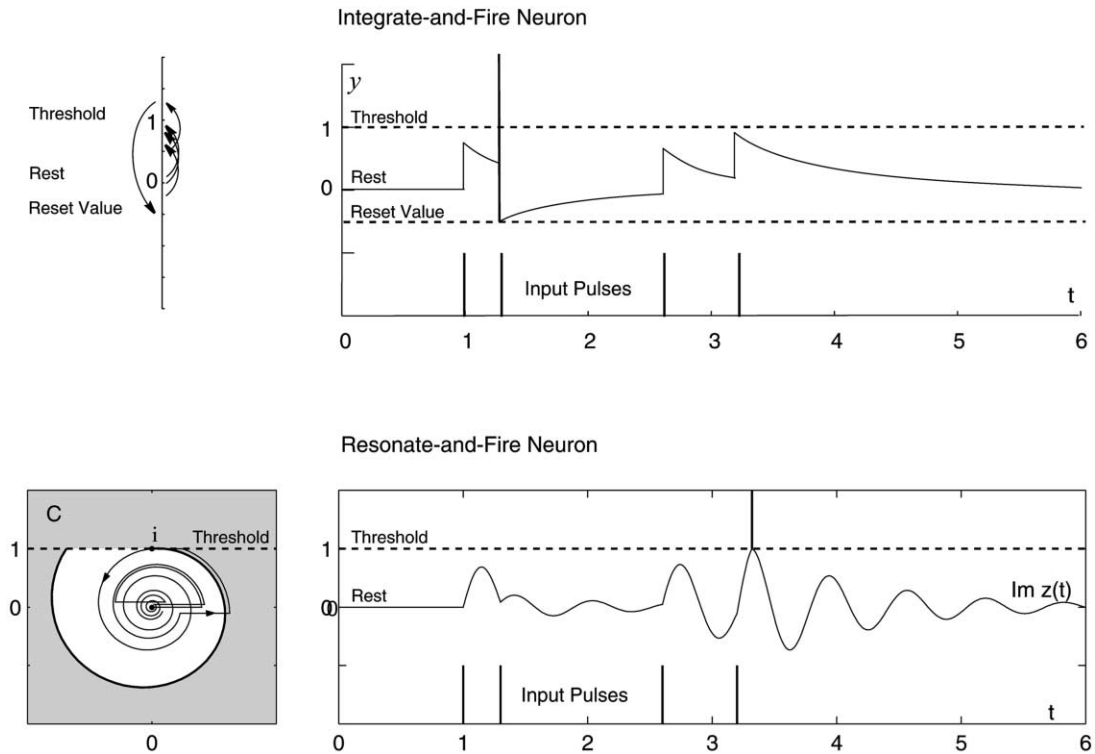 Integrate-and-Fire Neuron
Threshold
1
Rest
0
Reset Value
y
Threshold
1
Rest
0
Reset Value
Input Pulses
t
0 1 2 3 4 5 6
Resonate-and-Fire Neuron
C
i
Threshold
1
0
0
Threshold
1
Rest
0
Im z(t)
Input Pulses
t
0 1 2 3 4 5 6